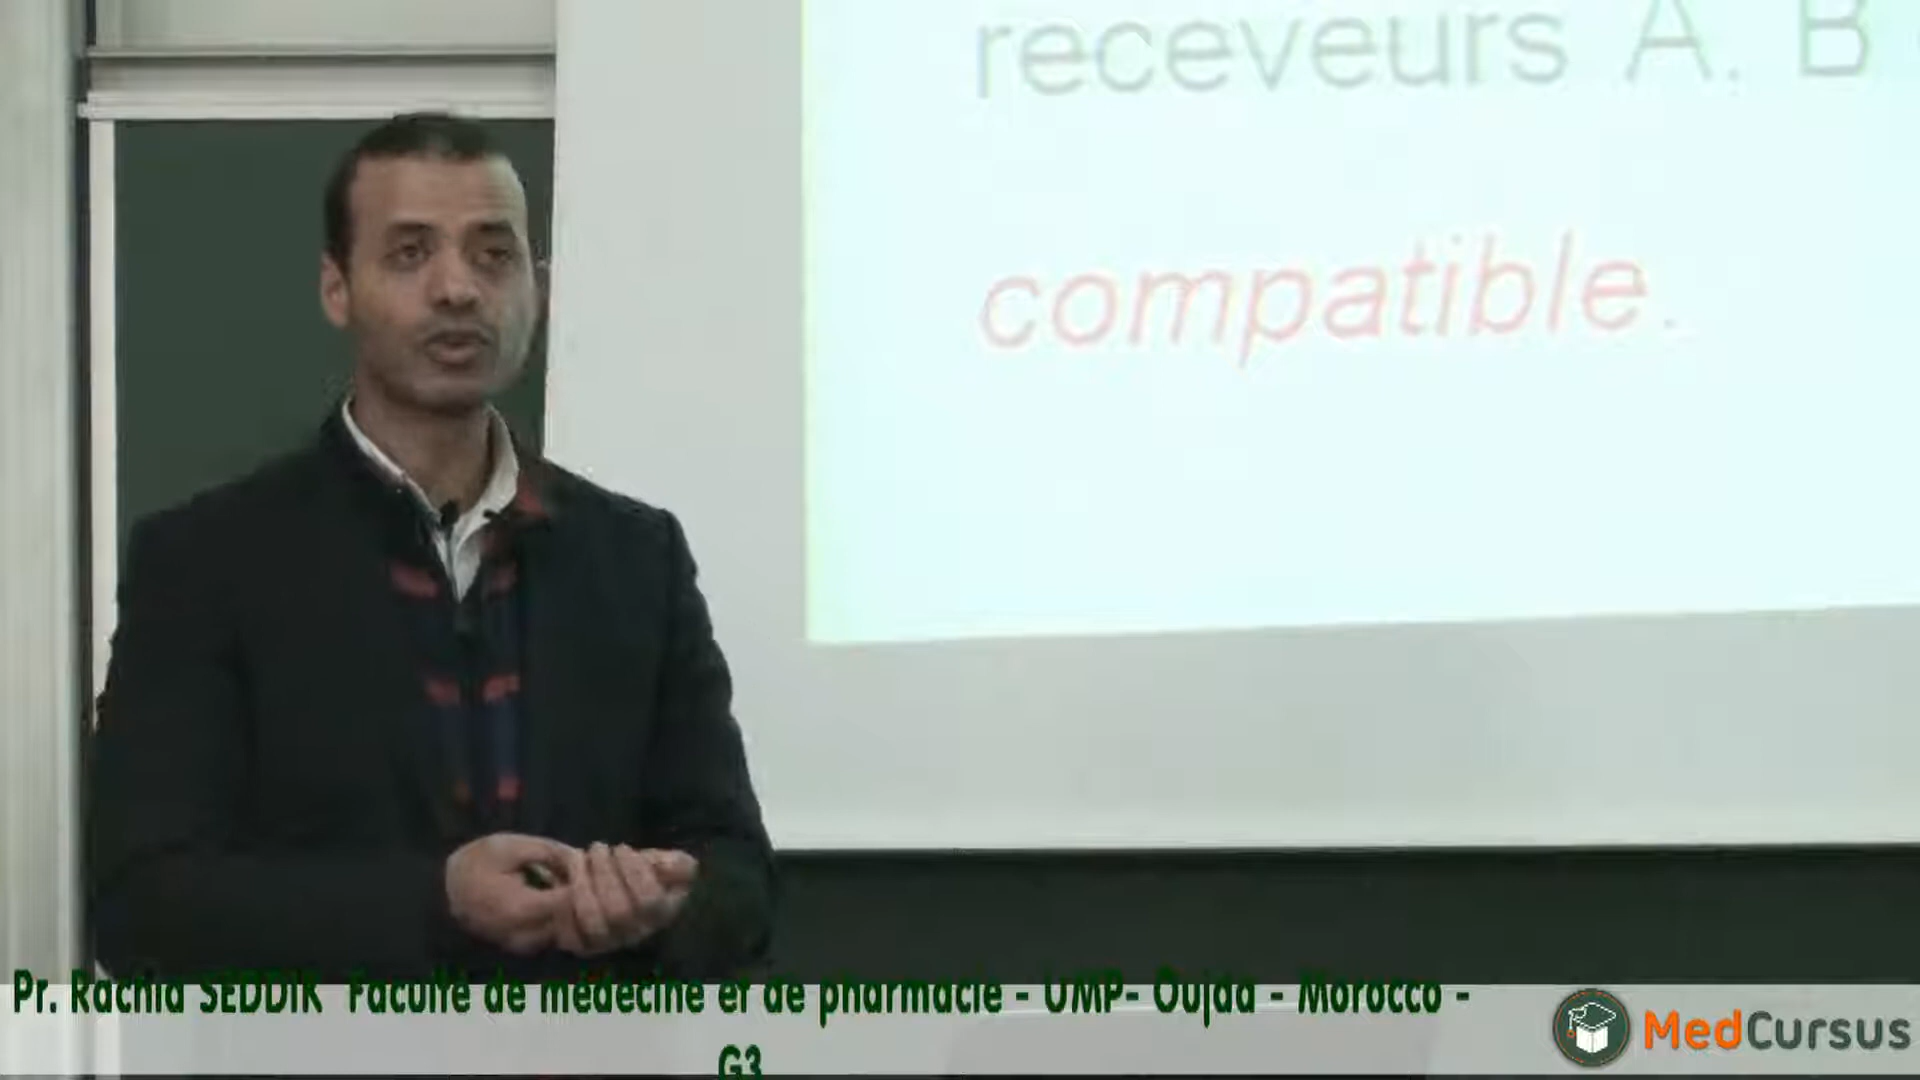 receveurs A, B
compatible.
Pr. Rachid SEDDIK Faculté de médecine et de pharmacie - UMP- Oujda - Morocco -
G3
MedCursus